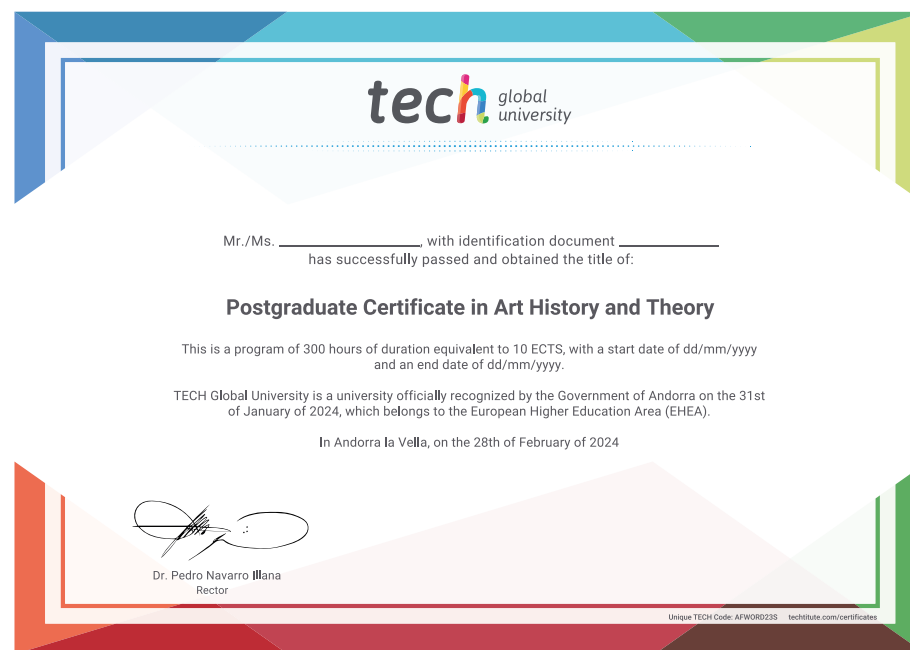 tech global university
Mr./Ms. ____________, with identification document ____________
has successfully passed and obtained the title of:
Postgraduate Certificate in Art History and Theory
This is a program of 300 hours of duration equivalent to 10 ECTS, with a start date of dd/mm/yyyy
and an end date of dd/mm/yyyy.
TECH Global University is a university officially recognized by the Government of Andorra on the 31st
of January of 2024, which belongs to the European Higher Education Area (EHEA).
In Andorra la Vella, on the 28th of February of 2024
Dr. Pedro Navarro Illana
Rector
Unique TECH Code: AFWORD23S techtitute.com/certificates